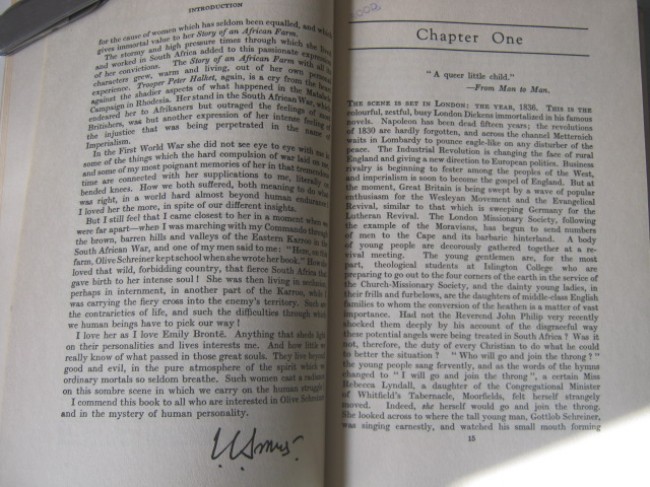 INTRODUCTION
for the cause of women which has seldom been equalled, and which
gives immortal value to her Story of an African Farm.
The stormy and high pressure times through which she lived
and worked in South Africa added to this passionate expression
of her convictions. The Story of an African Farm with all its
characters grew, warm and living, out of her own personal
experience. Trooper Peter Halket, again, is a cry from the heart
against the shadier aspects of what happened in the Matabele
Campaign in Rhodesia. Her stand in the South African War, which
endeared her to Afrikaners but outraged the feelings of most
Britishers, was but another expression of her intense feeling of
the injustice that was being perpetrated in the name of
Imperialism.
In the First World War she did not see eye to eye with me in
some of the things which the hard compulsion of war laid on us,
and some of my most poignant memories of her in that tremendous
time are connected with her supplications to me, literally on
bended knees. How we both suffered, both meaning to do what
was right, in a world hard almost beyond human endurance!
I loved her the more, in spite of our different insights.
But I still feel that I came closest to her in a moment when we
were far apart—when I was marching with my Commando through
the brown, barren hills and valleys of the Eastern Karroo in the
South African War, and one of my men said to me: "Here, on this
farm, Olive Schreiner kept school when she wrote her book." How she
loved that wild, forbidding country, that fierce South Africa that
gave birth to her intense soul! She was then living in seclusion,
perhaps in internment, in another part of the Karroo, while I
was carrying the fiery cross into the enemy's territory. Such are
the contrarieties of life, and such the difficulties through which
we human beings have to pick our way!
I love her as I love Emily Brontë. Anything that sheds light
on their personalities and lives interests me. And how little we
really know of what passed in those great souls. They live beyond
good and evil, in the pure atmosphere of the spirit which we
ordinary mortals so seldom breathe. Such women cast a radiance
on this sombre scene in which we carry on the human struggle.
I commend this book to all who are interested in Olive Schreiner
and in the mystery of human personality.
Chapter One
"A queer little child."
—From Man to Man.
THE SCENE IS SET IN LONDON; THE YEAR, 1836. THIS IS THE
colourful, zestful, busy London Dickens immortalised in his famous
novels. Napoleon has been dead fifteen years; the revolutions
of 1830 are hardly forgotten, and across the channel Metternich
waits in Lombardy to pounce eagle-like on any disturber of the
peace. The Industrial Revolution is changing the face of rural
England and giving a new direction to European politics. Business
rivalry is beginning to fester among the peoples of the West,
and imperialism is soon to become the gospel of England. But at
the moment, Great Britain is being swept by a wave of popular
enthusiasm for the Wesleyan Movement and the Evangelical
Revival, similar to that which is sweeping Germany for the
Lutheran Revival. The London Missionary Society, following
the example of the Moravians, has begun to send numbers
of men to the Cape and its barbaric hinterland. A body
of young people are decorously gathered together at a re-
vival meeting. The young gentlemen are, for the most
part, theological students at Islington College who are
preparing to go out to the four corners of the earth in the service of
the Church-Missionary Society, and the dainty young ladies, in
their frills and furbelows, are the daughters of middle-class English
families to whom the conversion of the heathen is a matter of vast
importance. Had not the Reverend John Philip very recently
shocked them deeply by his account of the disgraceful way
these potential angels were being treated in South Africa? Was it
not, therefore, the duty of every Christian to do what he could
to better the situation? "Who will go and join the throng?"
the young people sang fervently, and as the words of the hymns
changed to "I will go and join the throng", a certain Miss
Rebecca Lyndall, a daughter of the Congregational Minister
of Whitfield's Tabernacle, Moorfields, felt herself strangely
moved. Indeed, she herself would go and join the throng.
She looked across to where the tall young man, Gottlob Schreiner,
was singing earnestly, and watched his small mouth forming
15